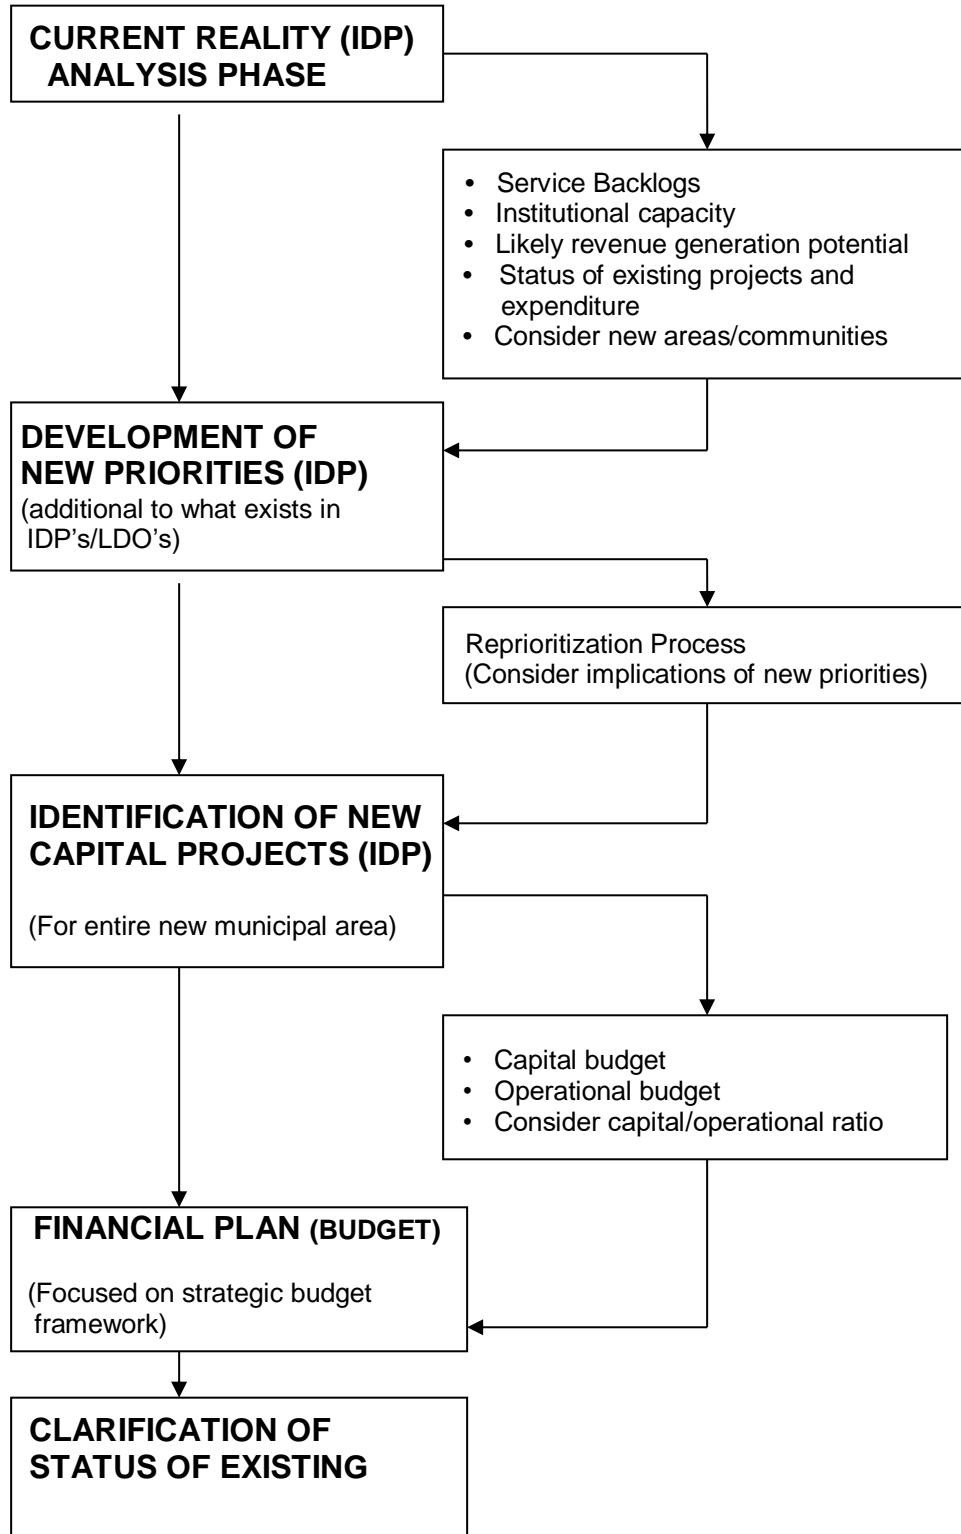 CURRENT REALITY (IDP)
ANALYSIS PHASE
• Service Backlogs
• Institutional capacity
• Likely revenue generation potential
• Status of existing projects and
expenditure
• Consider new areas/communities
DEVELOPMENT OF
NEW PRIORITIES (IDP)
(additional to what exists in
IDP’s/LDO’s)
Reprioritization Process
(Consider implications of new priorities)
IDENTIFICATION OF NEW
CAPITAL PROJECTS (IDP)
(For entire new municipal area)
• Capital budget
• Operational budget
• Consider capital/operational ratio
FINANCIAL PLAN (BUDGET)
(Focused on strategic budget
framework)
CLARIFICATION OF
STATUS OF EXISTING